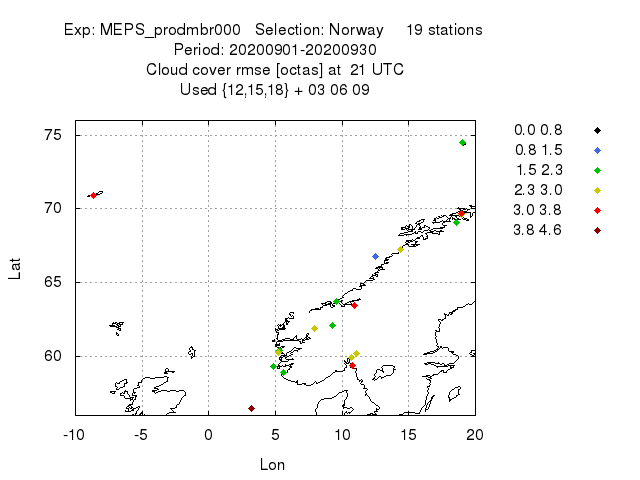 Exp: MEPS_prodmbr000 Selection: Norway 19 stations
Period: 20200901-20200930
Cloud cover rmse [octas] at 21 UTC
Used {12,15,18} + 03 06 09
75
70
65
60
Lat
-10 -5 0 5 10 15 20
Lon
0.0 0.8
0.8 1.5
1.5 2.3
2.3 3.0
3.0 3.8
3.8 4.6